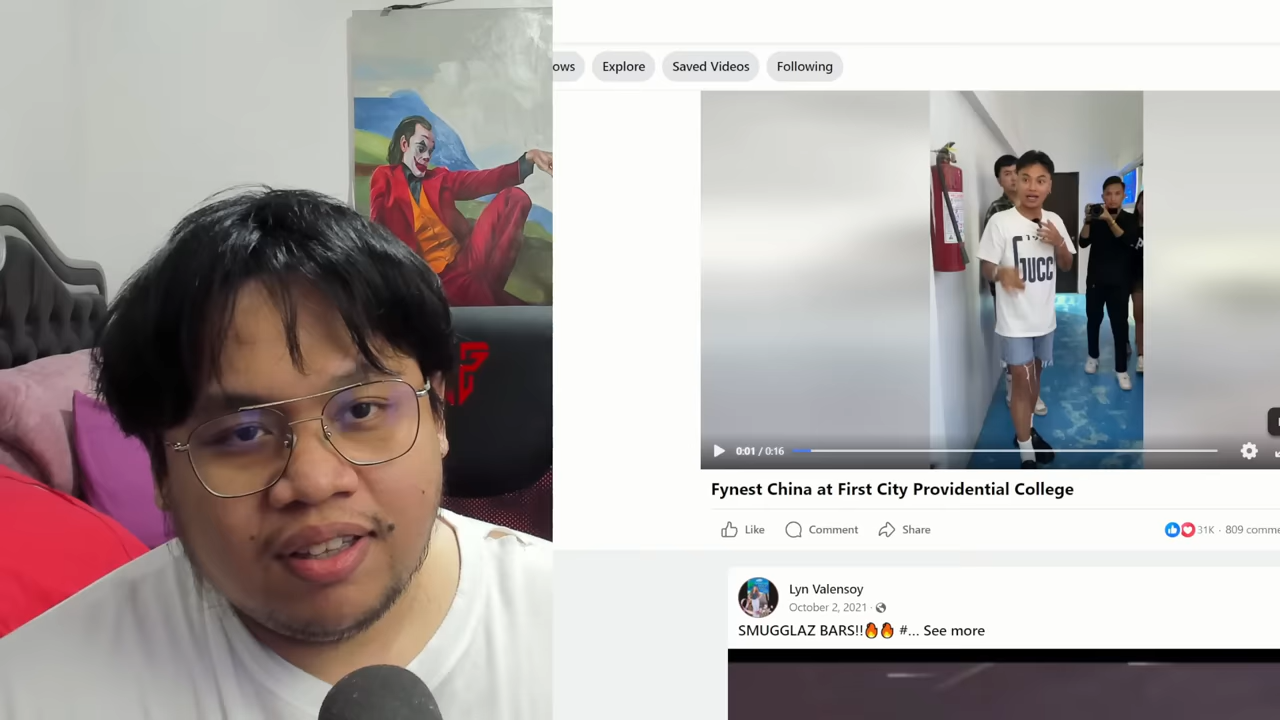 ows
Explore
Saved Videos
Following
GUCC
0:01 / 0:16
Fynest China at First City Providential College
Like
Comment
Share
31K · 809 comme
Lyn Valensoy
October 2, 2021 ·
SMUGGLAZ BARS!!🔥🔥 #... See more